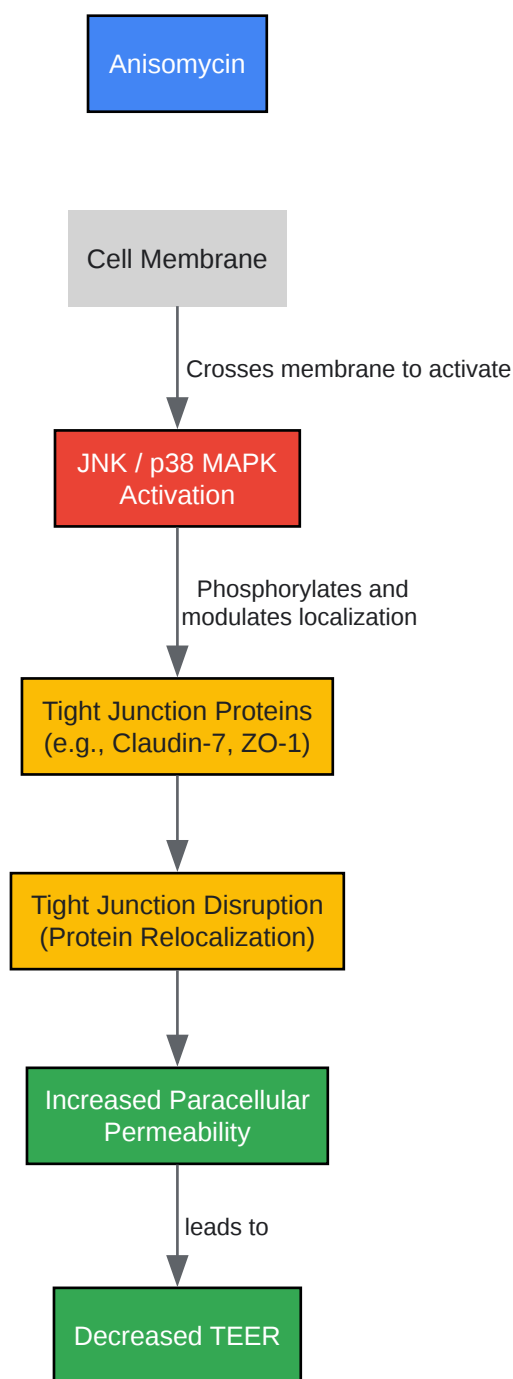 Anisomycin
Cell Membrane
Crosses membrane to activate
JNK / p38 MAPK
Activation
Phosphorylates and
modulates localization
Tight Junction Proteins
(e.g., Claudin-7, ZO-1)
Tight Junction Disruption
(Protein Relocalization)
Increased Paracellular
Permeability
leads to
Decreased TEER